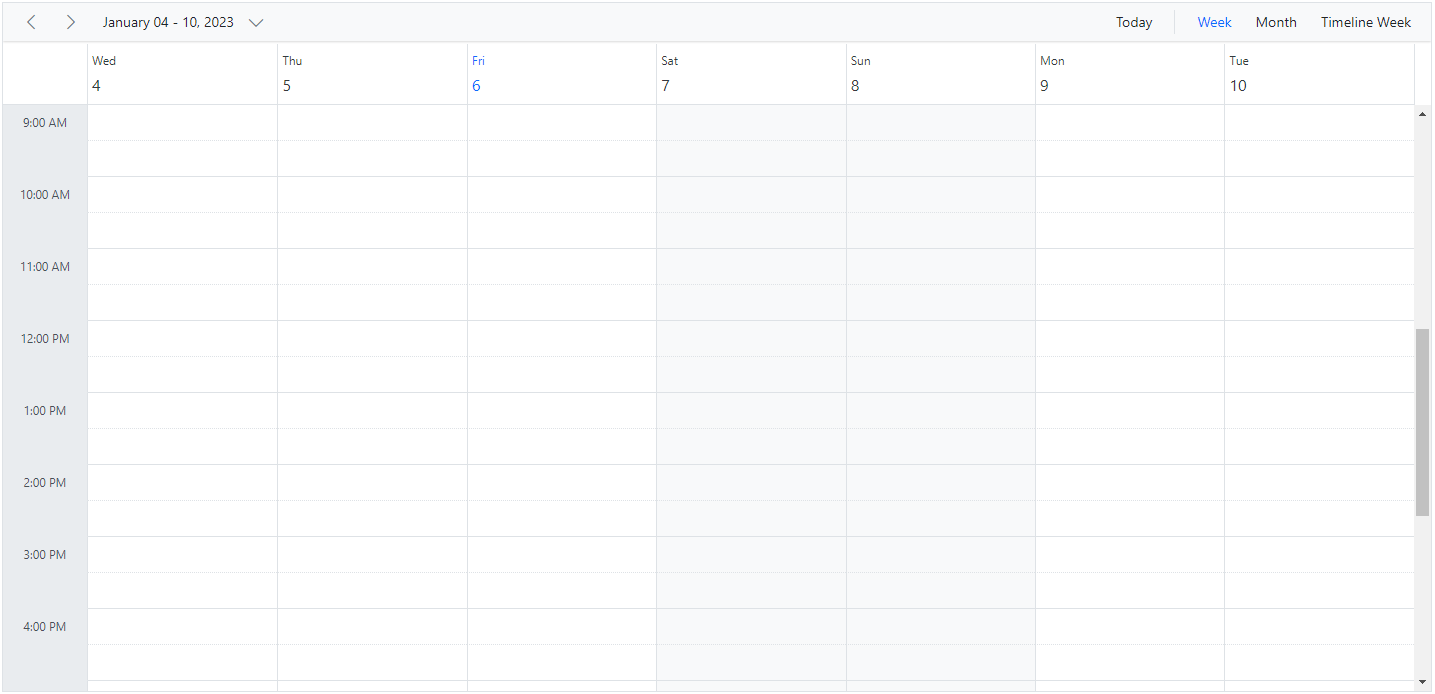 January 04 - 10, 2023 Today Week Month Timeline Week
Wed Thu Fri Sat Sun Mon Tue
4 5 6 7 8 9 10
9:00 AM
10:00 AM
11:00 AM
12:00 PM
1:00 PM
2:00 PM
3:00 PM
4:00 PM